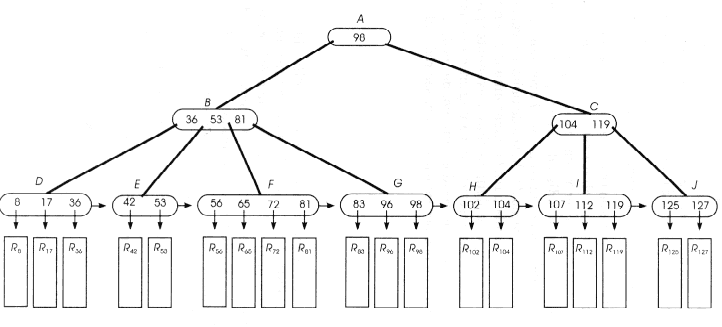 A
98
B
36 53 81
C
104 119
D
8 17 36
E
42 53
F
56 65 72 81
G
83 96 98
H
102 104
I
107 112 119
J
125 127
R8 R17 R36 R42 R53 R56 R65 R72 R81 R83 R96 R98 R102 R104 R107 R112 R119 R125 R127